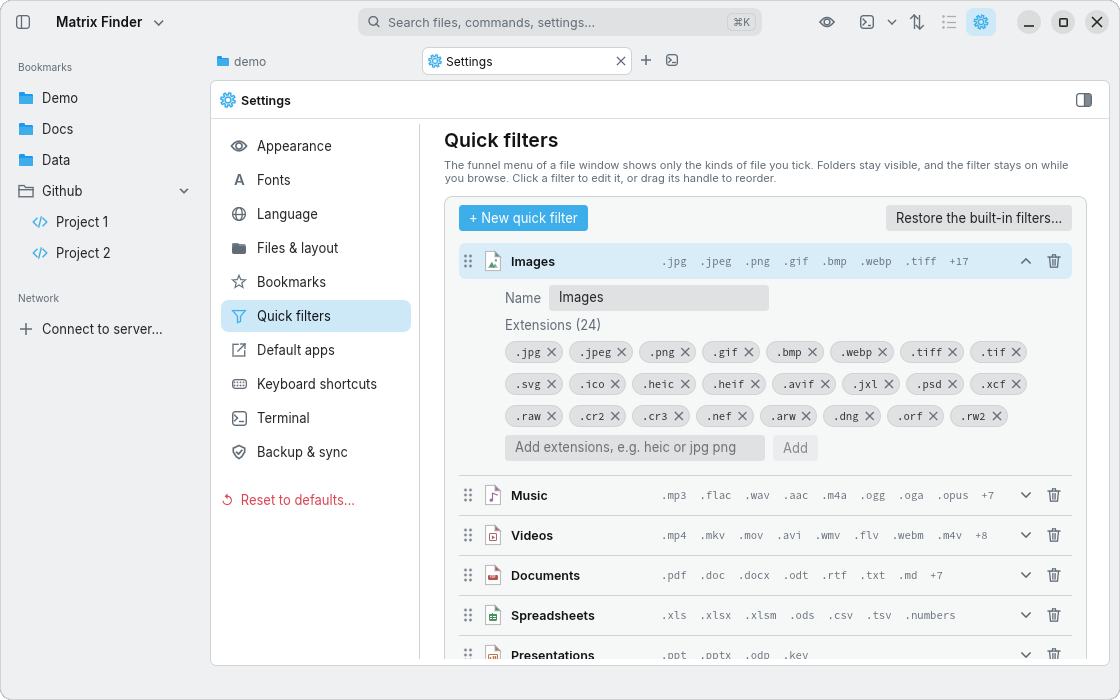 Matrix Finder
Search files, commands, settings...
⌘K
Bookmarks
Demo
Docs
Data
Github
Project 1
Project 2
Network
Connect to server...
demo
Settings
Settings
Appearance
Fonts
Language
Files & layout
Bookmarks
Quick filters
Default apps
Keyboard shortcuts
Terminal
Backup & sync
Reset to defaults...
Quick filters
The funnel menu of a file window shows only the kinds of file you tick. Folders stay visible, and the filter stays on while
you browse. Click a filter to edit it, or drag its handle to reorder.
+ New quick filter
Restore the built-in filters...
Images .jpg .jpeg .png .gif .bmp .webp .tiff +17
Name Images
Extensions (24)
.jpg .jpeg .png .gif .bmp .webp .tiff .tif
.svg .ico .heic .heif .avif .jxl .psd .xcf
.raw .cr2 .cr3 .nef .arw .dng .orf .rw2
Add extensions, e.g. heic or jpg png Add
Music .mp3 .flac .wav .aac .m4a .ogg .oga .opus +7
Videos .mp4 .mkv .mov .avi .wmv .flv .webm .m4v +8
Documents .pdf .doc .docx .odt .rtf .txt .md +7
Spreadsheets .xls .xlsx .xlsm .ods .csv .tsv .numbers
Presentations .ppt .pptx .odp .key